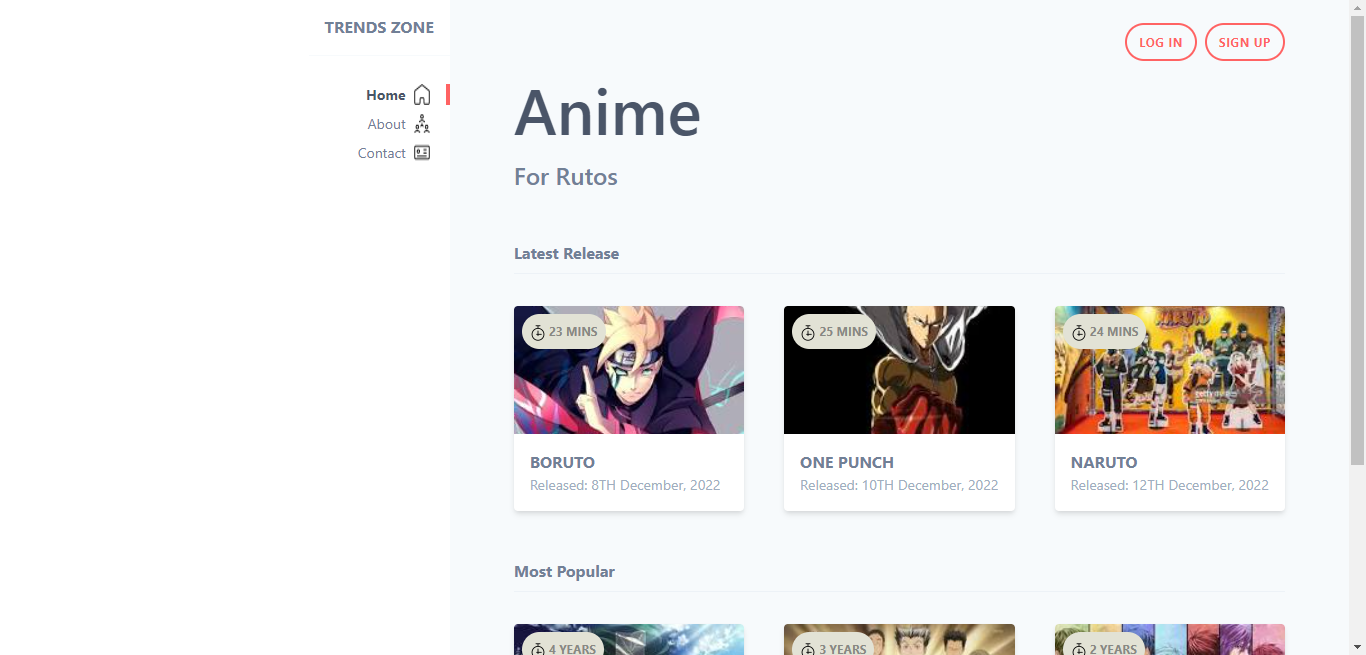 TRENDS ZONE
Home
About
Contact
LOG IN
SIGN UP
Anime
For Rutos
Latest Release
23 MINS
25 MINS
24 MINS
NARUTO
BORUTO
Released: 8TH December, 2022
ONE PUNCH
Released: 10TH December, 2022
NARUTO
Released: 12TH December, 2022
Most Popular
4 YEARS
3 YEARS
2 YEARS